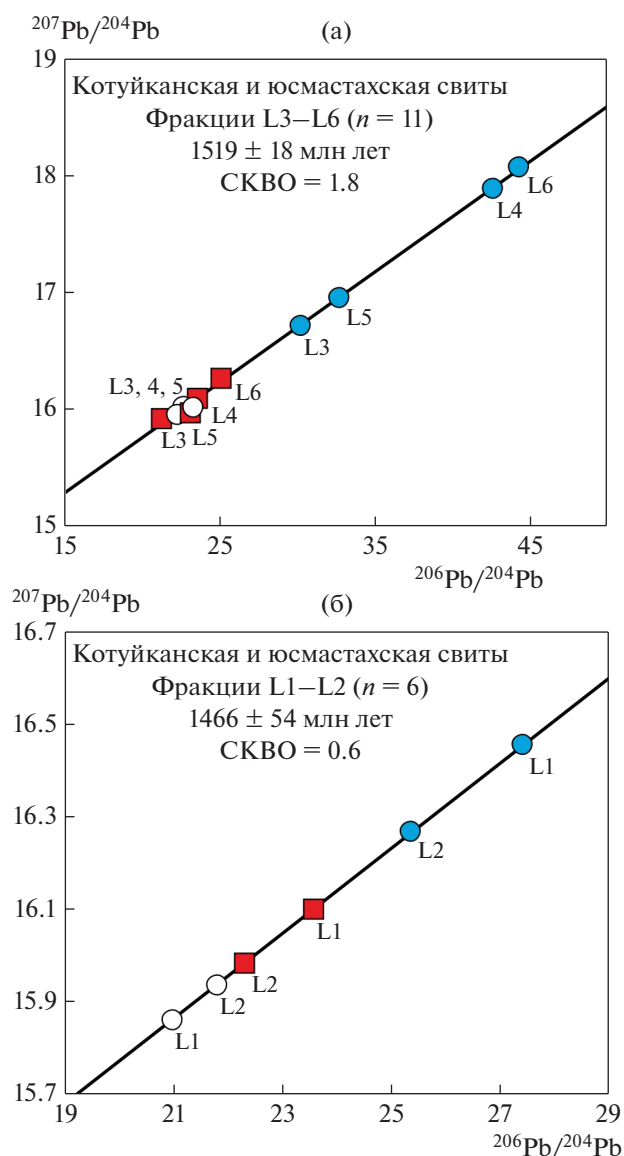 ²⁰⁷Pb/²⁰⁴Pb
(а)
19
Котуйканская и юсмастахская свиты
Фракции L3–L6 (n = 11)
1519 ± 18 млн лет
СКВО = 1.8
18
L6
L4
17
L5
L3
L3, 4, 5
L6
16
L4
L3
L5
15
15
25
35
45
²⁰⁶Pb/²⁰⁴Pb
²⁰⁷Pb/²⁰⁴Pb
(б)
16.7
Котуйканская и юсмастахская свиты
Фракции L1–L2 (n = 6)
1466 ± 54 млн лет
СКВО = 0.6
16.5
L1
16.3
L2
16.1
L1
L2
15.9
L2
L1
15.7
19
21
23
25
27
29
²⁰⁶Pb/²⁰⁴Pb